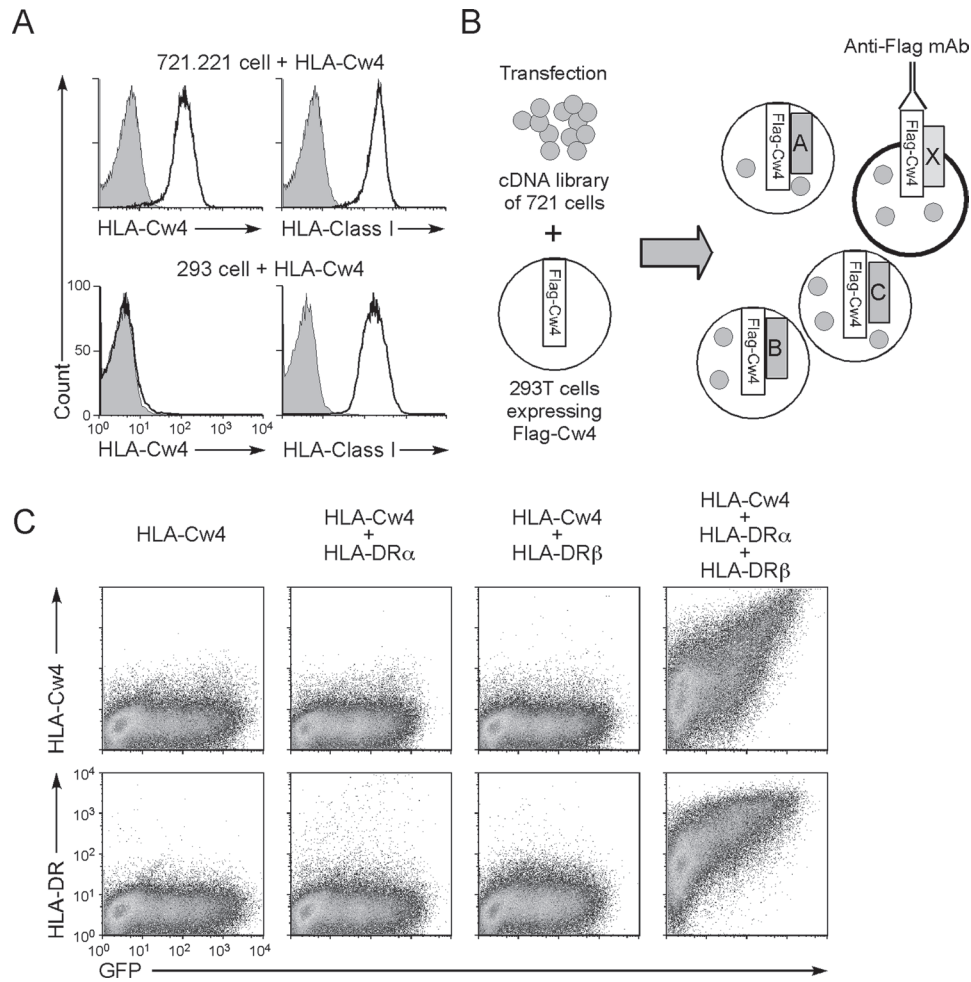 A
721.221 cell + HLA-Cw4
HLA-Cw4
HLA-Class I
293 cell + HLA-Cw4
Count
100
50
0
10⁰ 10¹ 10² 10³ 10⁴
HLA-Cw4
HLA-Class I
B
Transfection
cDNA library
of 721 cells
+
Flag-Cw4
293T cells
expressing
Flag-Cw4
Anti-Flag mAb
Flag-Cw4
A
Flag-Cw4
X
Flag-Cw4
C
Flag-Cw4
B
C
HLA-Cw4
HLA-Cw4
+
HLA-DRα
HLA-Cw4
+
HLA-DRβ
HLA-Cw4
+
HLA-DRα
+
HLA-DRβ
HLA-Cw4
HLA-DR
10⁴
10³
10²
10¹
10⁰
10⁰ 10¹ 10² 10³ 10⁴
GFP